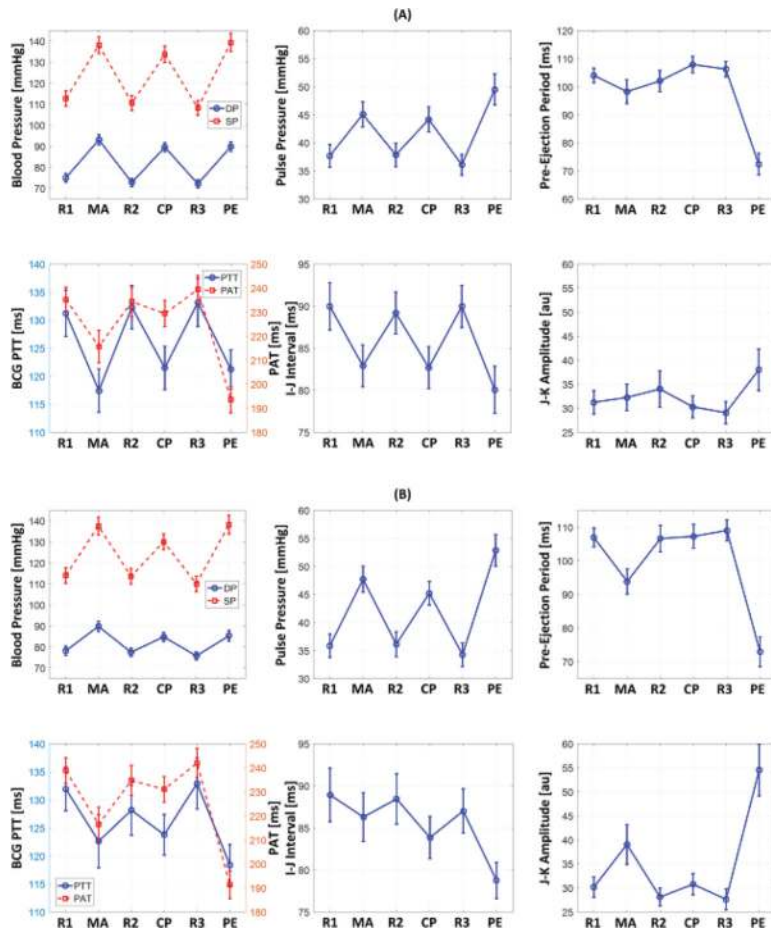 (A)
Blood Pressure [mmHg]
140
130
120
110
100
90
80
70
DP
SP
R1 MA R2 CP R3 PE
Pulse Pressure [mmHg]
60
55
50
45
40
35
30
R1 MA R2 CP R3 PE
Pre-Ejection Period [ms]
120
110
100
90
80
70
60
R1 MA R2 CP R3 PE
BCG PTT [ms]
140
135
130
125
120
115
110
PTT
PAT
250
240
230
220
210
200
190
180
PAT [ms]
R1 MA R2 CP R3 PE
I-J Interval [ms]
95
90
85
80
75
R1 MA R2 CP R3 PE
J-K Amplitude [au]
60
55
50
45
40
35
30
25
R1 MA R2 CP R3 PE
(B)
Blood Pressure [mmHg]
140
130
120
110
100
90
80
70
DP
SP
R1 MA R2 CP R3 PE
Pulse Pressure [mmHg]
60
55
50
45
40
35
30
R1 MA R2 CP R3 PE
Pre-Ejection Period [ms]
110
100
90
80
70
R1 MA R2 CP R3 PE
BCG PTT [ms]
140
135
130
125
120
115
110
PTT
PAT
250
240
230
220
210
200
190
180
PAT [ms]
R1 MA R2 CP R3 PE
I-J Interval [ms]
95
90
85
80
75
R1 MA R2 CP R3 PE
J-K Amplitude [au]
60
55
50
45
40
35
30
25
R1 MA R2 CP R3 PE